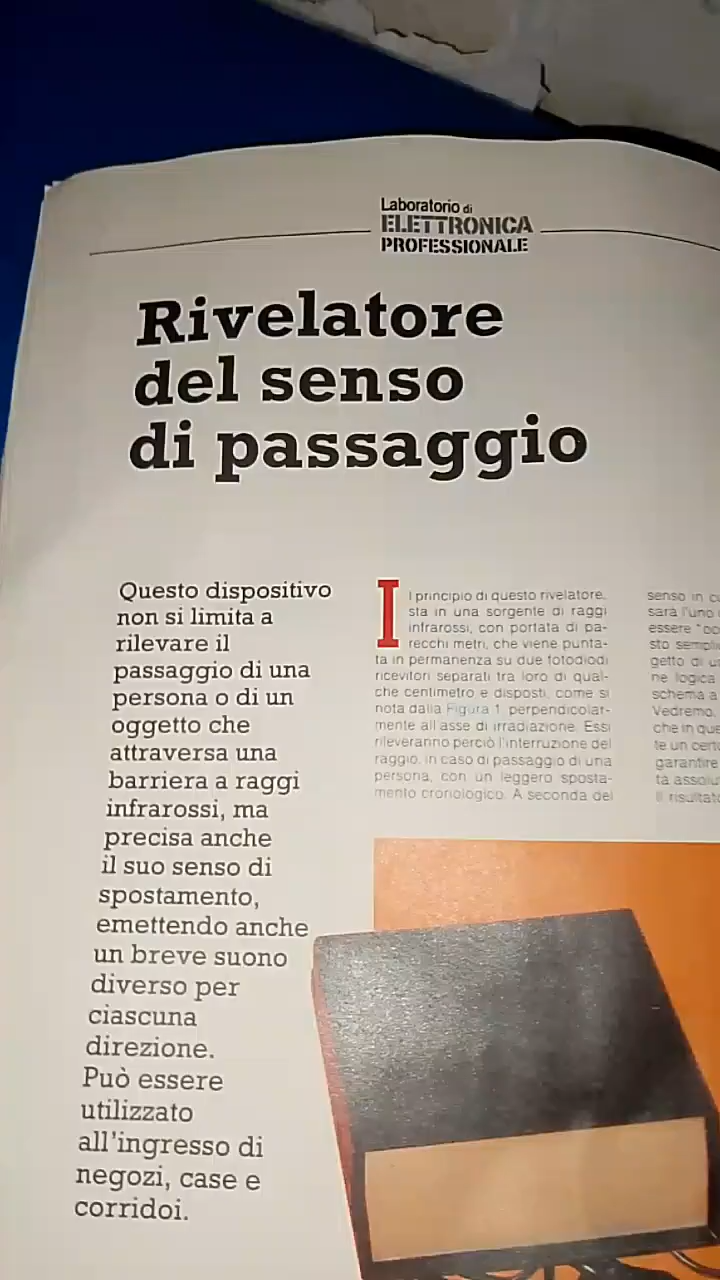 Laboratorio di
ELETTRONICA
PROFESSIONALE
Rivelatore
del senso
di passaggio
Questo dispositivo
non si limita a
rilevare il
passaggio di una
persona o di un
oggetto che
attraversa una
barriera a raggi
infrarossi, ma
precisa anche
il suo senso di
spostamento,
emettendo anche
un breve suono
diverso per
ciascuna
direzione.
Può essere
utilizzato
all'ingresso di
negozi, case e
corridoi.
Il principio di questo rivelatore,
sta in una sorgente di raggi
infrarossi, con portata di pa-
recchi metri, che viene punta-
ta in permanenza su due fotodiodi
ricevitori separati tra loro di qual-
che centimetro e disposti, come si
nota dalla Figura 1, perpendicolar-
mente all'asse di irradiazione. Essi
rileveranno perciò l'interruzione del
raggio, in caso di passaggio di una
persona, con un leggero sposta-
mento cronologico. A seconda del
senso in
sarà l'uno
essere
sto
getto di
ne logica
schema a
Vedremo,
che in
te un
garantire
tà
Il